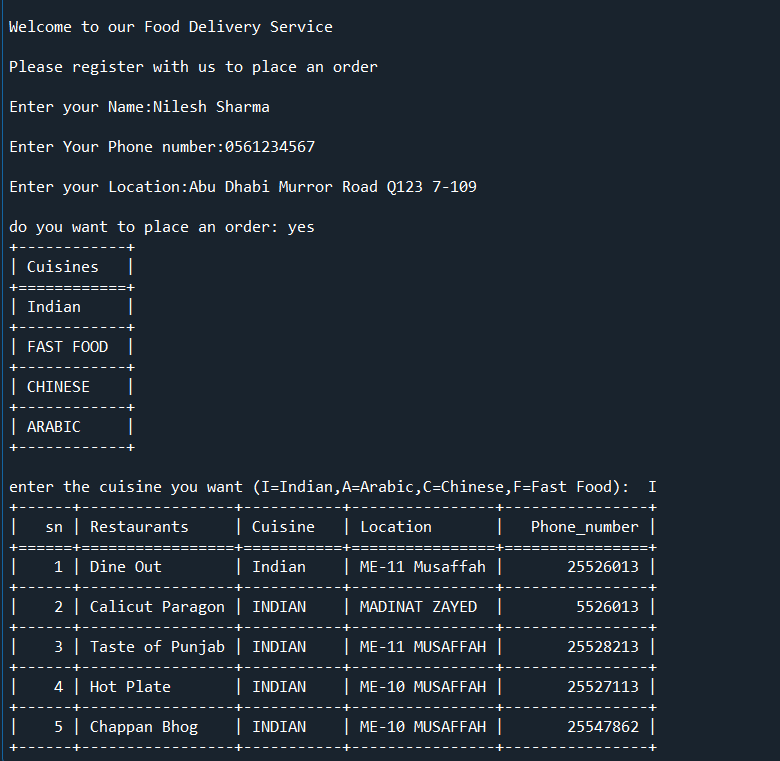 Welcome to our Food Delivery Service
Please register with us to place an order
Enter your Name:Nilesh Sharma
Enter Your Phone number:0561234567
Enter your Location:Abu Dhabi Murror Road Q123 7-109
do you want to place an order: yes
+------------+
| Cuisines   |
+============+
| Indian     |
+------------+
| FAST FOOD  |
+------------+
| CHINESE    |
+------------+
| ARABIC     |
+------------+
enter the cuisine you want (I=Indian,A=Arabic,C=Chinese,F=Fast Food):  I
+------+-----------------+-----------+----------------+----------------+
|   sn | Restaurants     | Cuisine   | Location       |   Phone_number |
+======+=================+===========+================+================+
|    1 | Dine Out        | Indian    | ME-11 Musaffah |       25526013 |
+------+-----------------+-----------+----------------+----------------+
|    2 | Calicut Paragon | INDIAN    | MADINAT ZAYED  |        5526013 |
+------+-----------------+-----------+----------------+----------------+
|    3 | Taste of Punjab | INDIAN    | ME-11 MUSAFFAH |       25528213 |
+------+-----------------+-----------+----------------+----------------+
|    4 | Hot Plate       | INDIAN    | ME-10 MUSAFFAH |       25527113 |
+------+-----------------+-----------+----------------+----------------+
|    5 | Chappan Bhog    | INDIAN    | ME-10 MUSAFFAH |       25547862 |
+------+-----------------+-----------+----------------+----------------+